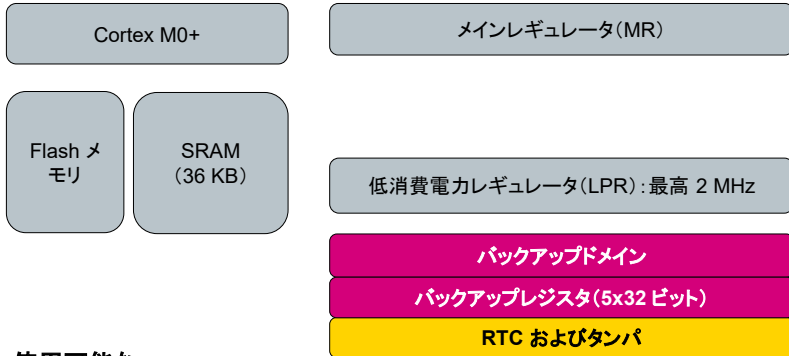 Cortex M0+
メインレギュレータ（MR）
Flash メ
モリ
SRAM
（36 KB）
低消費電力レギュレータ（LPR）：最高 2 MHz
バックアップドメイン
バックアップレジスタ（5x32 ビット）
RTC およびタンパ